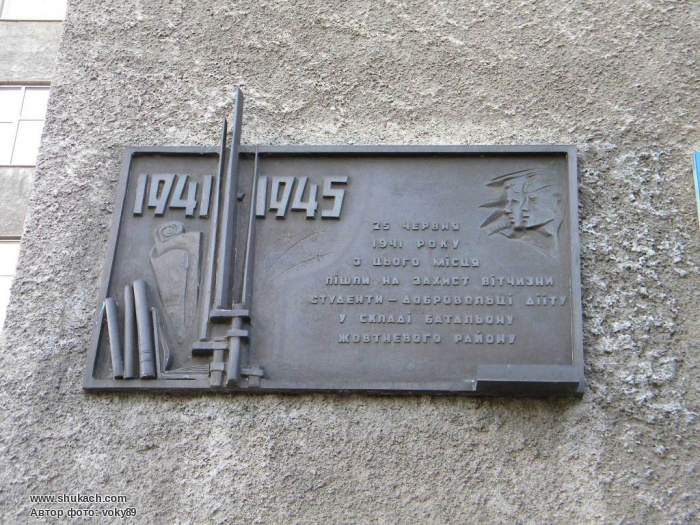 1941 1945
25 ЧЕРВНЯ
1941 РОКУ
З ЦЬОГО МІСЦЯ
ПІШЛИ НА ЗАХИСТ ВІТЧИЗНИ
СТУДЕНТИ – ДОБРОВОЛЬЦІ ДІІТУ
У СКЛАДІ БАТАЛЬОНУ
ЖОВТНЕВОГО РАЙОНУ
www.shukach.com
Автор фото: voky89